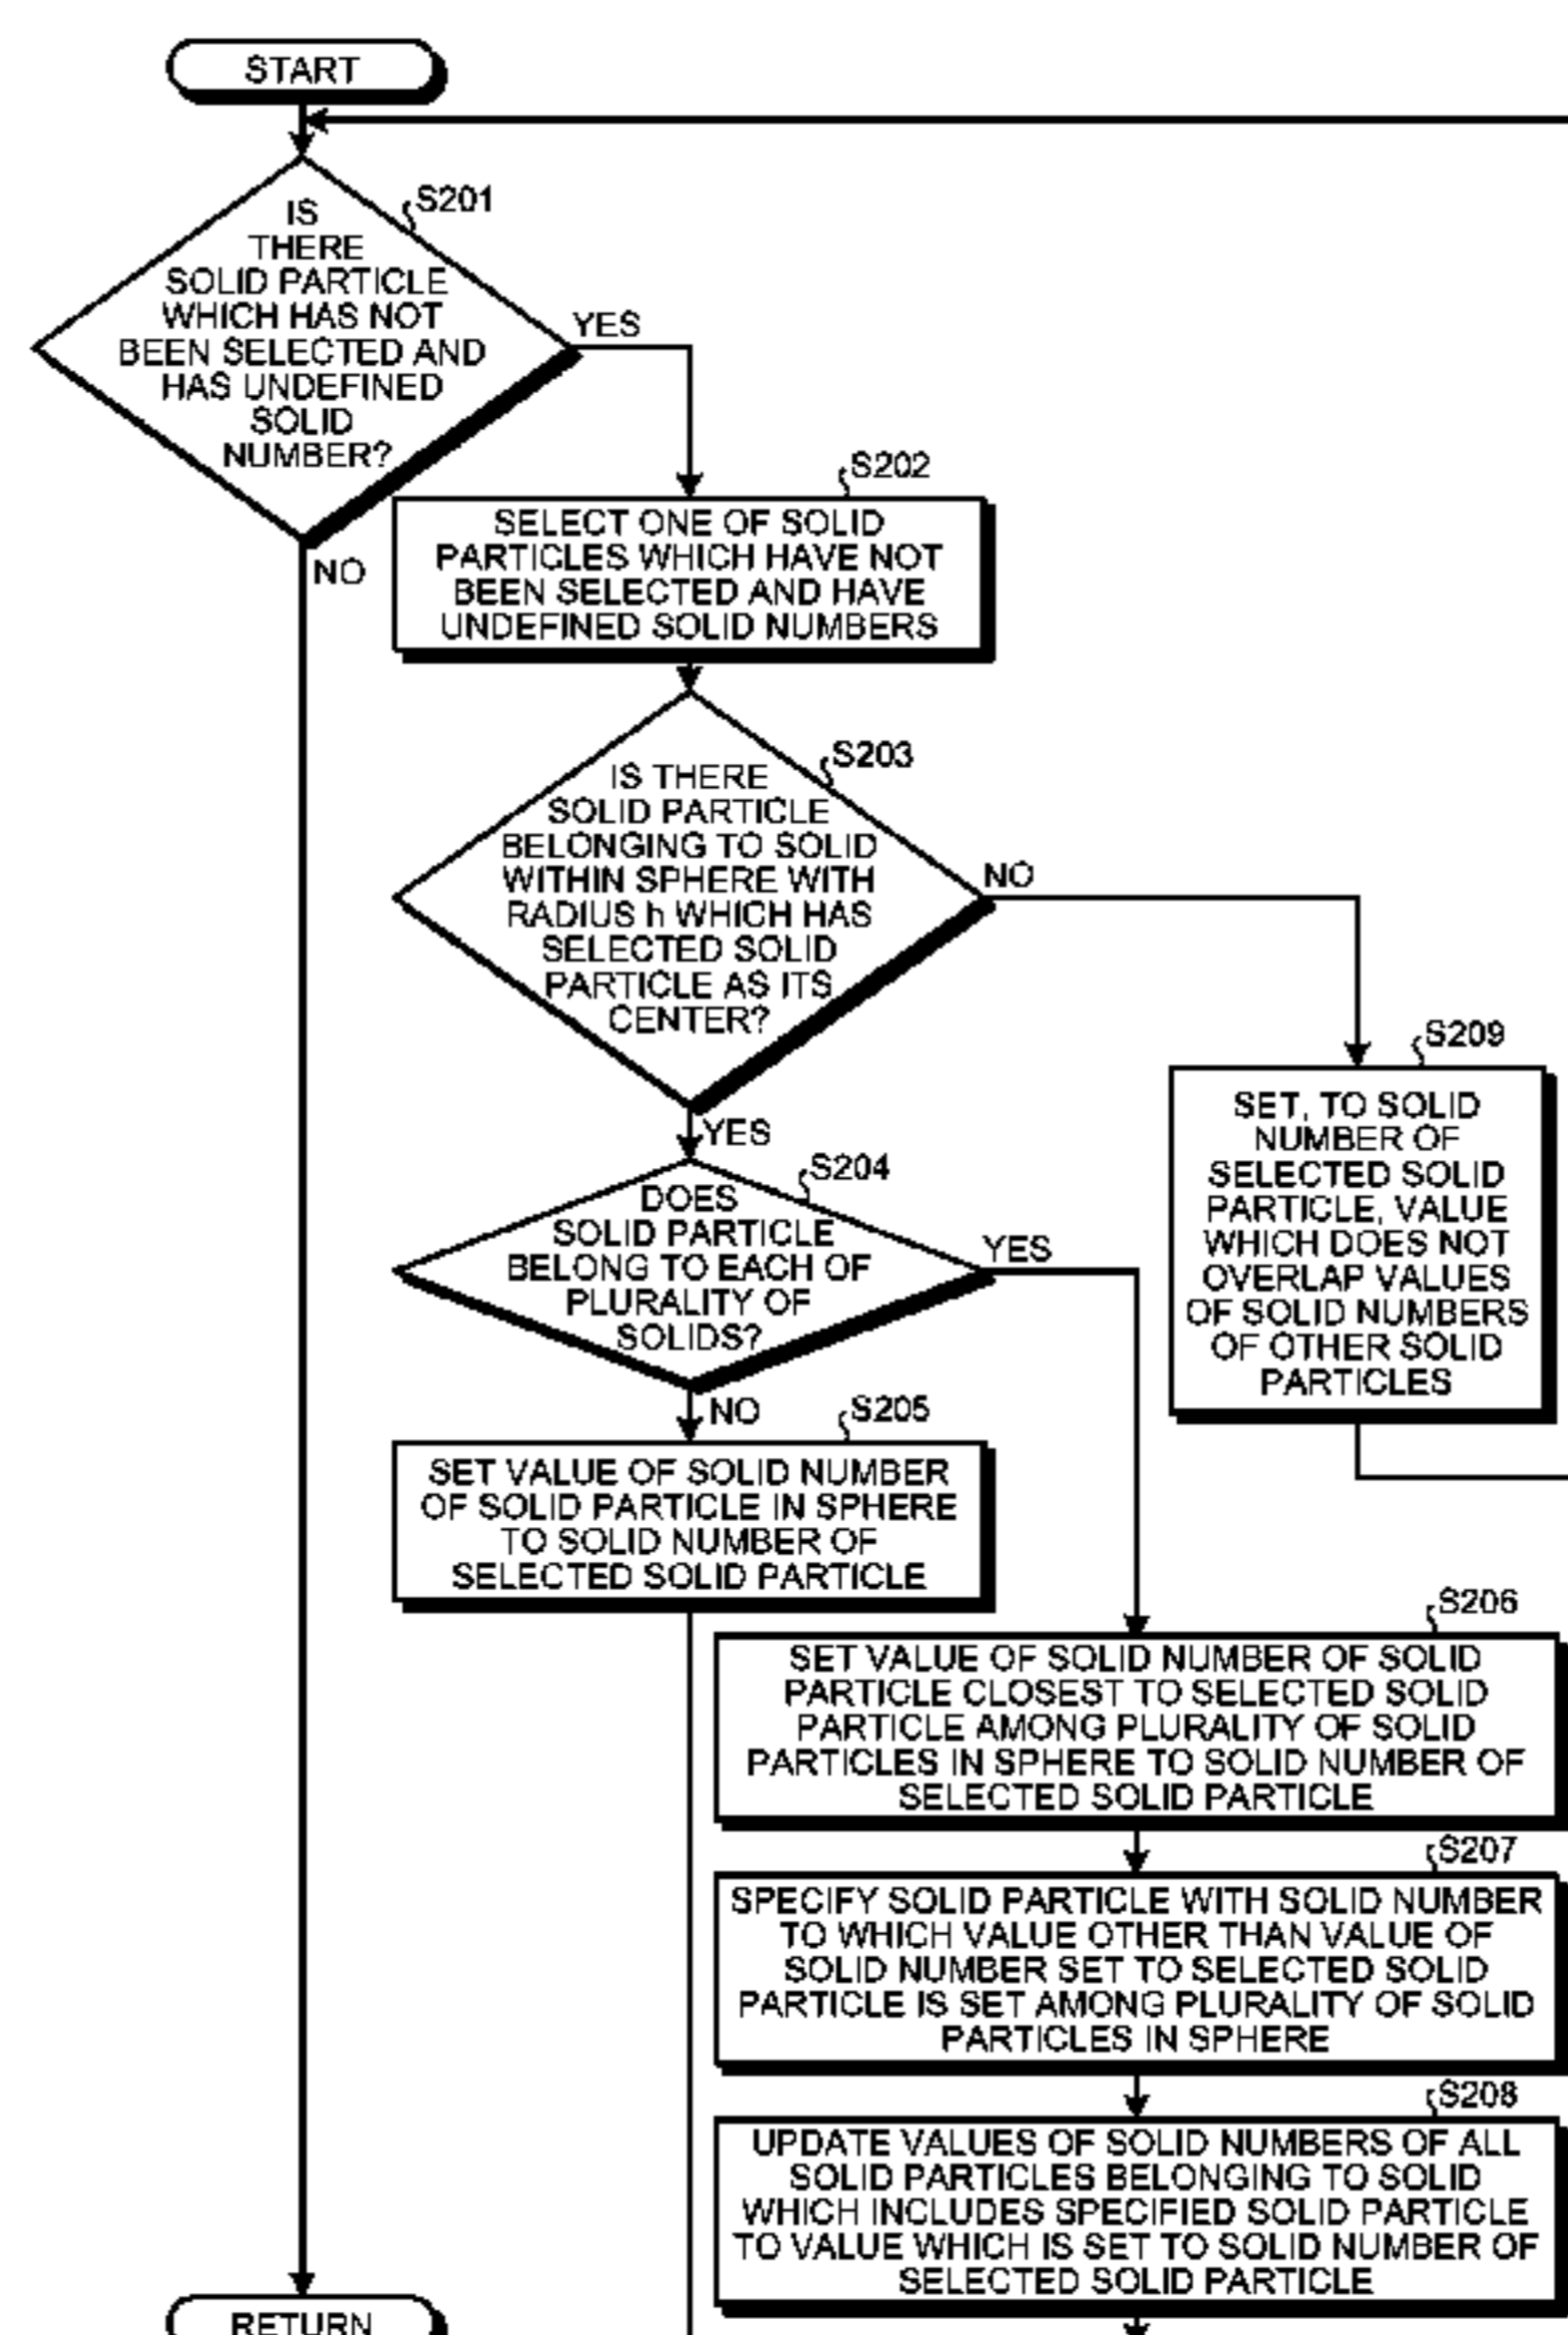 START
S201
IS
THERE
SOLID PARTICLE
WHICH HAS NOT
BEEN SELECTED AND
HAS UNDEFINED
SOLID
NUMBER?
YES
NO
S202
SELECT ONE OF SOLID
PARTICLES WHICH HAVE NOT
BEEN SELECTED AND HAVE
UNDEFINED SOLID NUMBERS
S203
IS THERE
SOLID PARTICLE
BELONGING TO SOLID
WITHIN SPHERE WITH
RADIUS h WHICH HAS
SELECTED SOLID
PARTICLE AS ITS
CENTER?
NO
YES
S209
SET, TO SOLID
NUMBER OF
SELECTED SOLID
PARTICLE, VALUE
WHICH DOES NOT
OVERLAP VALUES
OF SOLID NUMBERS
OF OTHER SOLID
PARTICLES
S204
DOES
SOLID PARTICLE
BELONG TO EACH OF
PLURALITY OF
SOLIDS?
YES
NO
S205
SET VALUE OF SOLID NUMBER
OF SOLID PARTICLE IN SPHERE
TO SOLID NUMBER OF
SELECTED SOLID PARTICLE
S206
SET VALUE OF SOLID NUMBER OF SOLID
PARTICLE CLOSEST TO SELECTED SOLID
PARTICLE AMONG PLURALITY OF SOLID
PARTICLES IN SPHERE TO SOLID NUMBER OF
SELECTED SOLID PARTICLE
S207
SPECIFY SOLID PARTICLE WITH SOLID NUMBER
TO WHICH VALUE OTHER THAN VALUE OF
SOLID NUMBER SET TO SELECTED SOLID
PARTICLE IS SET AMONG PLURALITY OF SOLID
PARTICLES IN SPHERE
S208
UPDATE VALUES OF SOLID NUMBERS OF ALL
SOLID PARTICLES BELONGING TO SOLID
WHICH INCLUDES SPECIFIED SOLID PARTICLE
TO VALUE WHICH IS SET TO SOLID NUMBER OF
SELECTED SOLID PARTICLE
RETURN